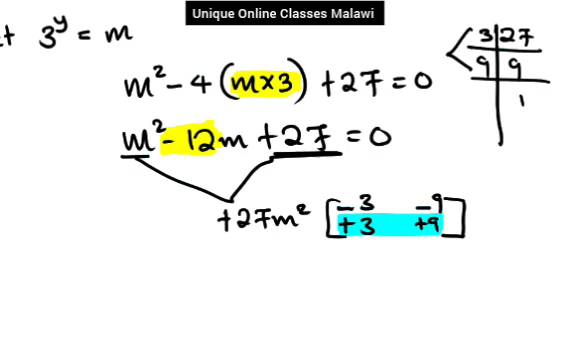 Unique Online Classes Malawi
t 3^y = m
m² - 4 (m×3) + 27 = 0
3 | 27
9 | 9
1
m² - 12m + 27 = 0
+27m² [-3 -9
+3 +9]